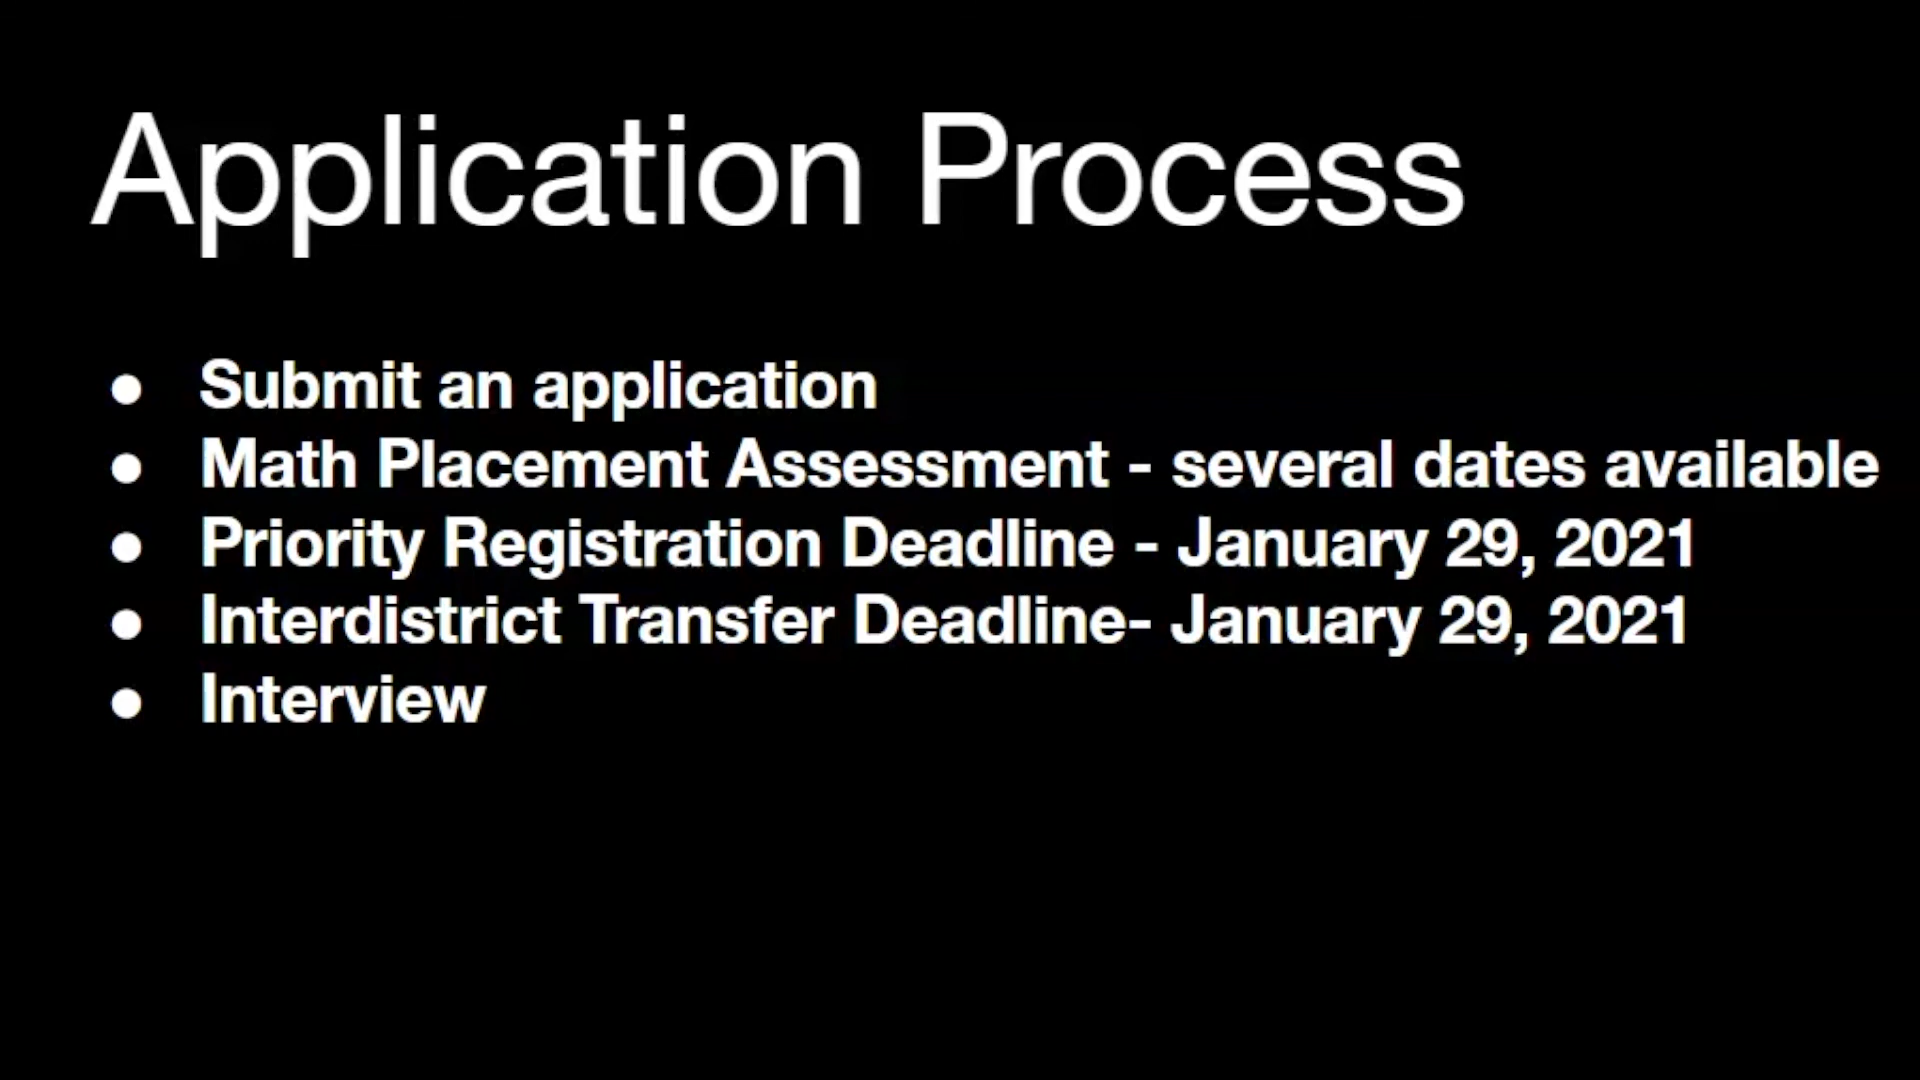 Application Process
● Submit an application
● Math Placement Assessment - several dates available
● Priority Registration Deadline - January 29, 2021
● Interdistrict Transfer Deadline- January 29, 2021
● Interview